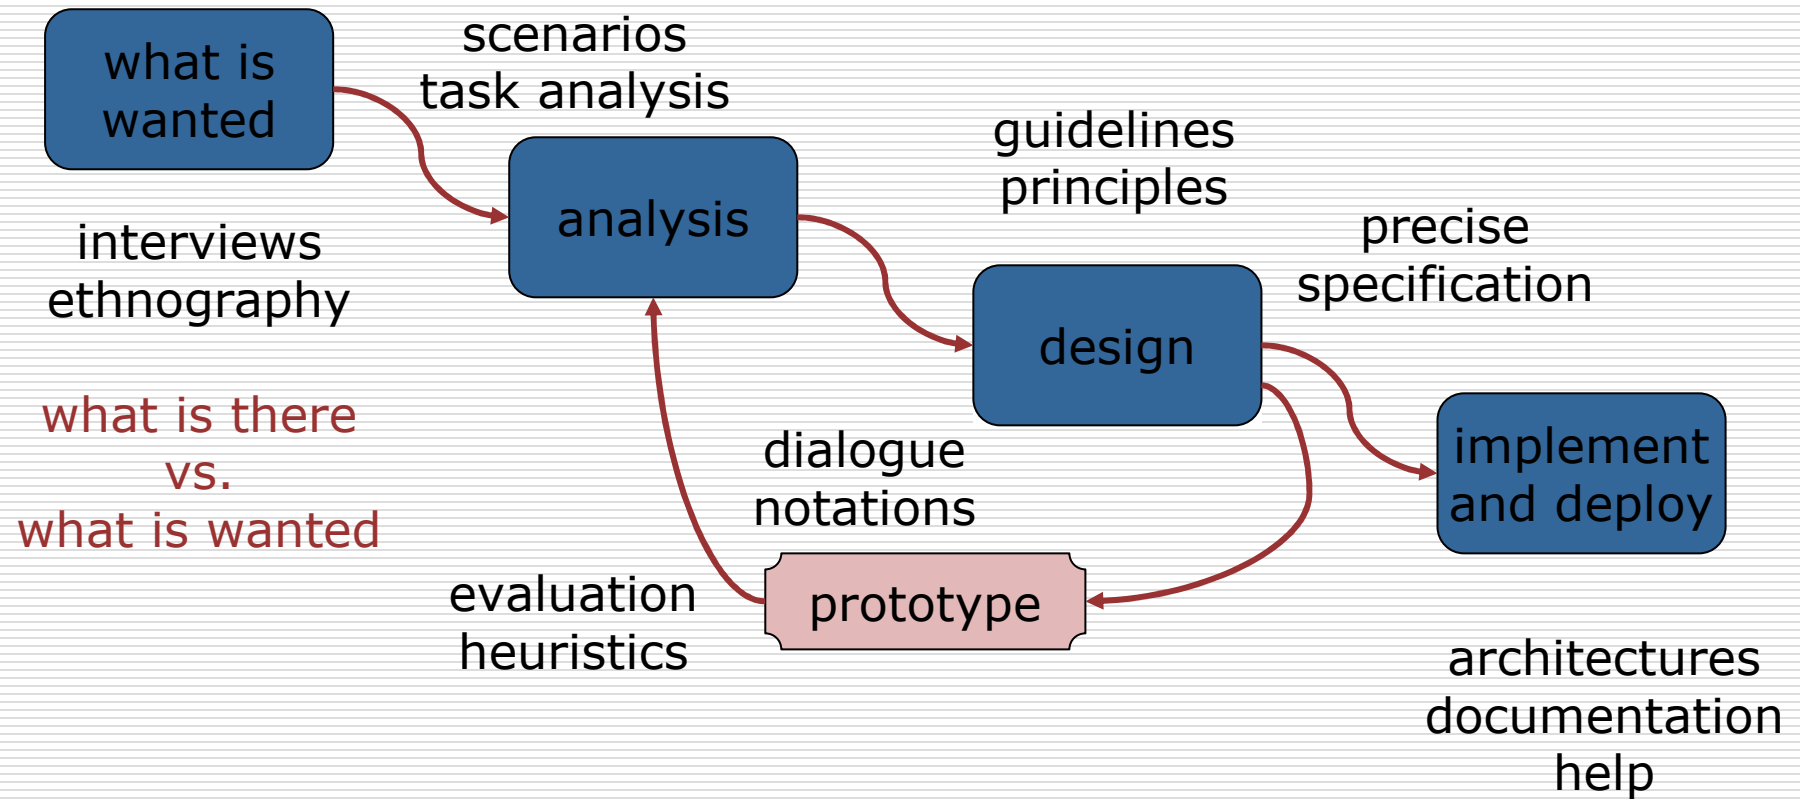 what is
wanted
scenarios
task analysis
analysis
interviews
ethnography
what is there
vs.
what is wanted
guidelines
principles
design
precise
specification
implement
and deploy
dialogue
notations
prototype
evaluation
heuristics
architectures
documentation
help